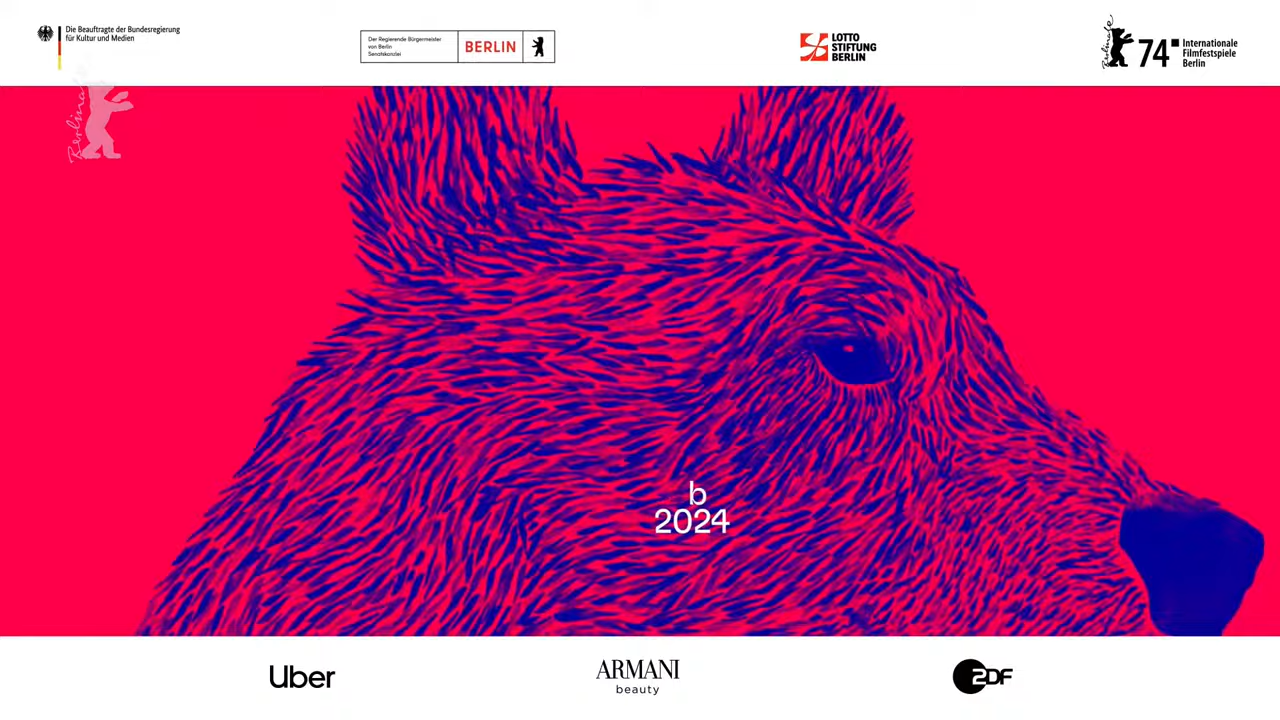 Die Beauftragte der Bundesregierung
für Kultur und Medien
Der Regierende Bürgermeister
von Berlin
Senatskanzlei
BERLIN
LOTTO
STIFTUNG
BERLIN
Berlinale
74
Internationale
Filmfestspiele
Berlin
Berlinale
b
2024
Uber
ARMANI
beauty
2DF